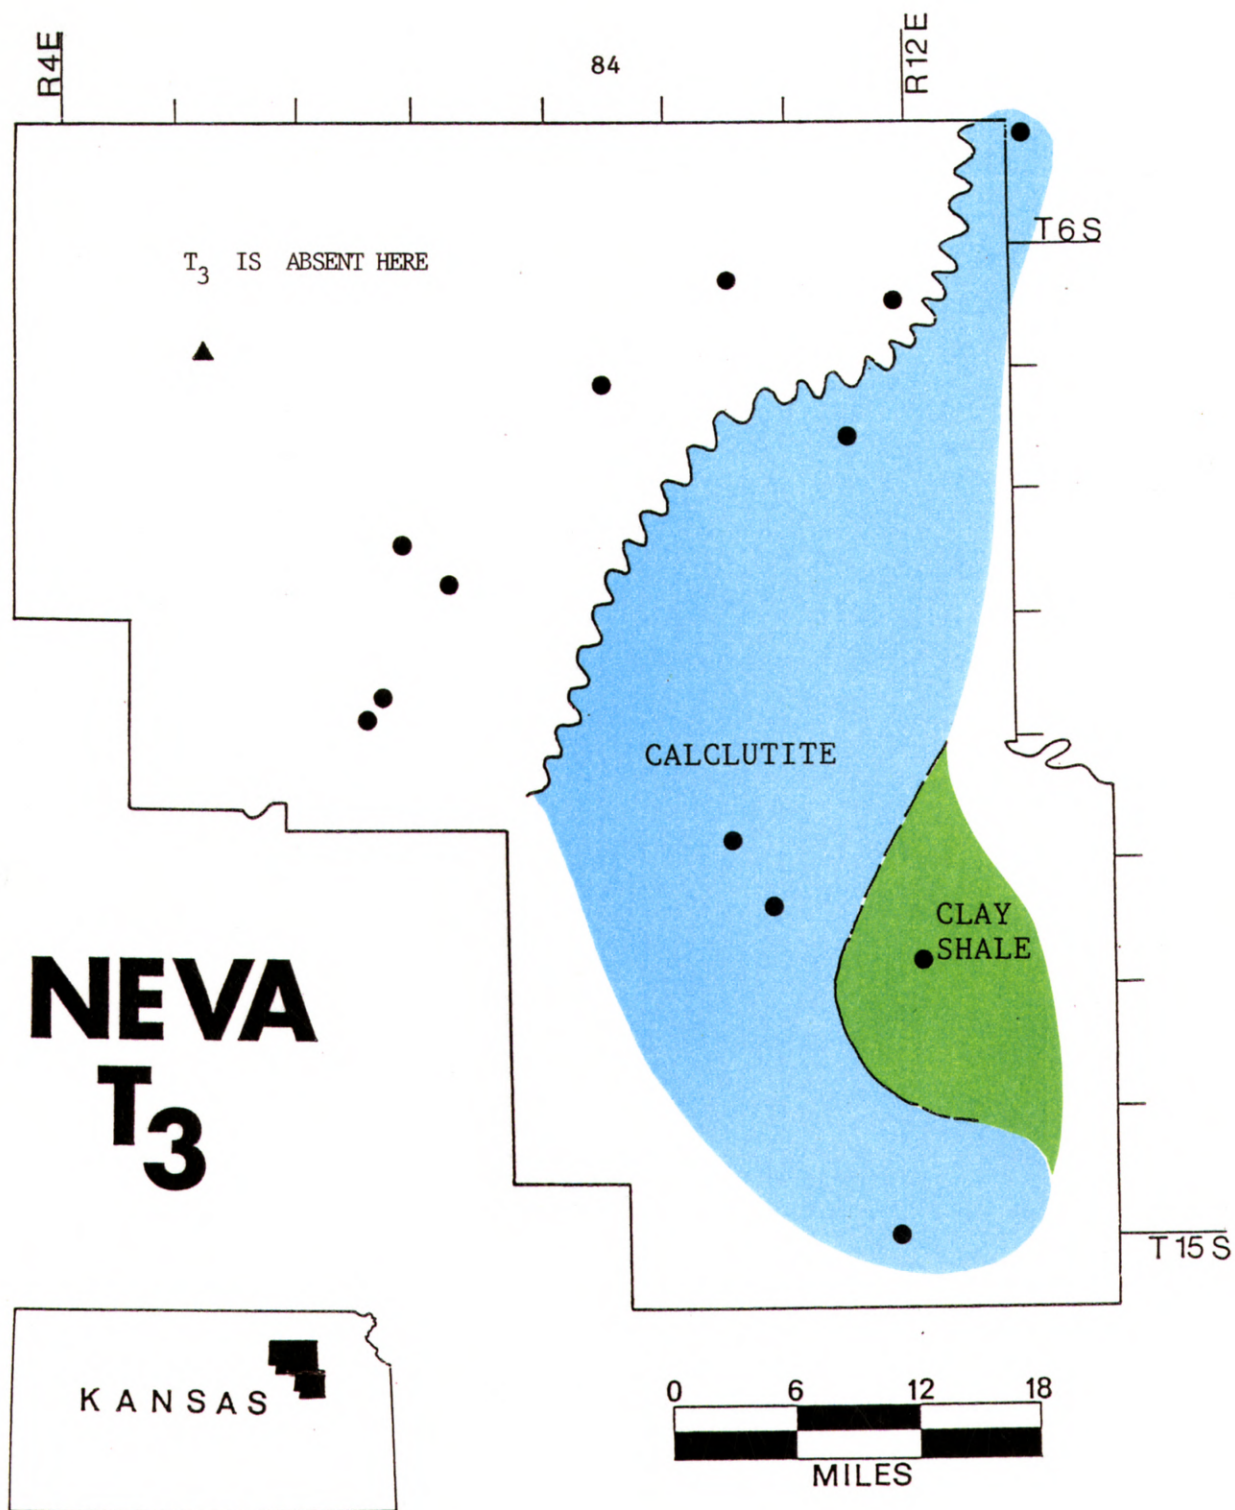 R4E
84
R12E
T6S
T3 IS ABSENT HERE
CALCLUTITE
CLAY
SHALE
NEVA
T3
T15S
KANSAS
0 6 12 18
MILES